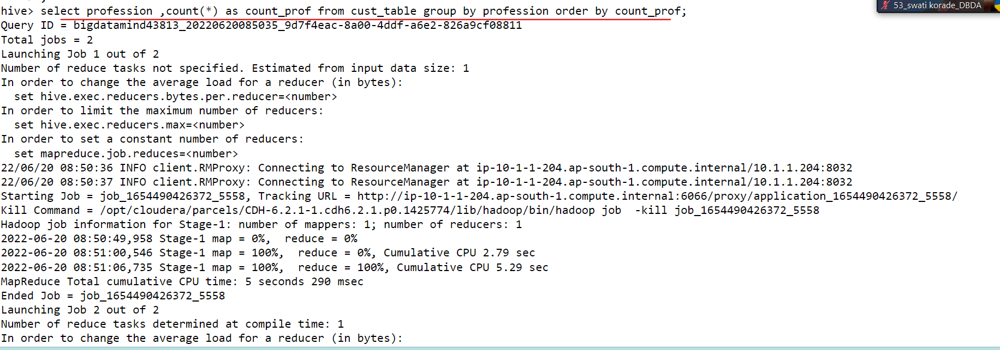 53_swati korade_DBDA
hive> select profession ,count(*) as count_prof from cust_table group by profession order by count_prof;
Query ID = bigdatamind43813_20220620085035_9d7f4eac-8a00-4ddf-a6e2-826a9cf08811
Total jobs = 2
Launching Job 1 out of 2
Number of reduce tasks not specified. Estimated from input data size: 1
In order to change the average load for a reducer (in bytes):
  set hive.exec.reducers.bytes.per.reducer=<number>
In order to limit the maximum number of reducers:
  set hive.exec.reducers.max=<number>
In order to set a constant number of reducers:
  set mapreduce.job.reduces=<number>
22/06/20 08:50:36 INFO client.RMProxy: Connecting to ResourceManager at ip-10-1-1-204.ap-south-1.compute.internal/10.1.1.204:8032
22/06/20 08:50:37 INFO client.RMProxy: Connecting to ResourceManager at ip-10-1-1-204.ap-south-1.compute.internal/10.1.1.204:8032
Starting Job = job_1654490426372_5558, Tracking URL = http://ip-10-1-1-204.ap-south-1.compute.internal:6066/proxy/application_1654490426372_5558/
Kill Command = /opt/cloudera/parcels/CDH-6.2.1-1.cdh6.2.1.p0.1425774/lib/hadoop/bin/hadoop job  -kill job_1654490426372_5558
Hadoop job information for Stage-1: number of mappers: 1; number of reducers: 1
2022-06-20 08:50:49,958 Stage-1 map = 0%,  reduce = 0%
2022-06-20 08:51:00,546 Stage-1 map = 100%,  reduce = 0%, Cumulative CPU 2.79 sec
2022-06-20 08:51:06,735 Stage-1 map = 100%,  reduce = 100%, Cumulative CPU 5.29 sec
MapReduce Total cumulative CPU time: 5 seconds 290 msec
Ended Job = job_1654490426372_5558
Launching Job 2 out of 2
Number of reduce tasks determined at compile time: 1
In order to change the average load for a reducer (in bytes):